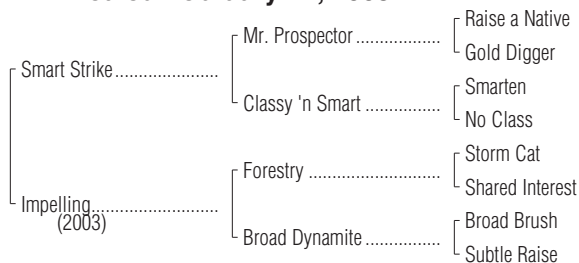 Raise a Native
Mr. Prospector ..................
Gold Digger
Smart Strike ......................
Smarten
Classy 'n Smart ................
No Class
Storm Cat
Forestry ............................
Shared Interest
Impelling...........................
(2003)
Broad Brush
Broad Dynamite ................
Subtle Raise